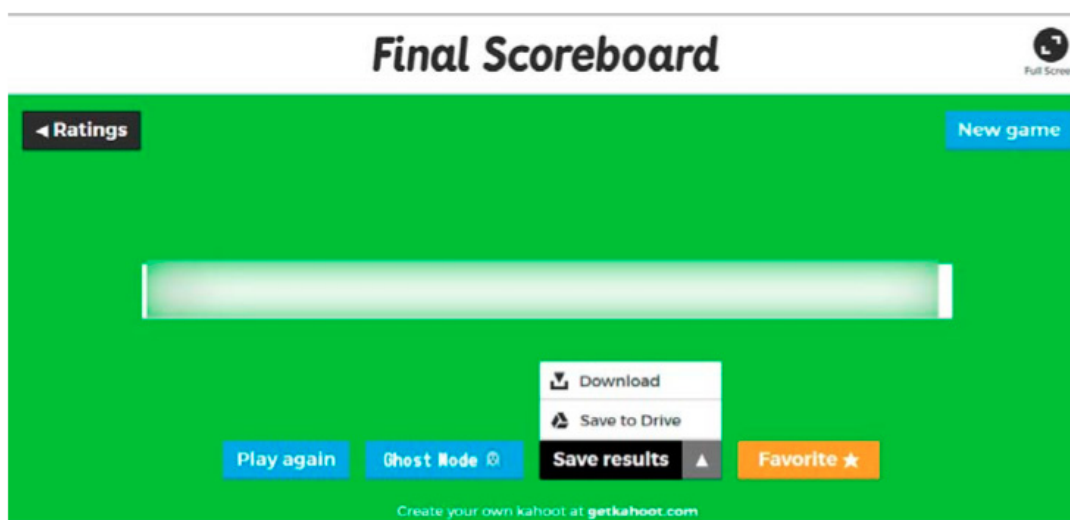 Final Scoreboard
Full Scree
◀ Ratings
New game
Download
Save to Drive
Play again
Ghost Mode
Save results ▲
Favorite ★
Create your own kahoot at getkahoot.com